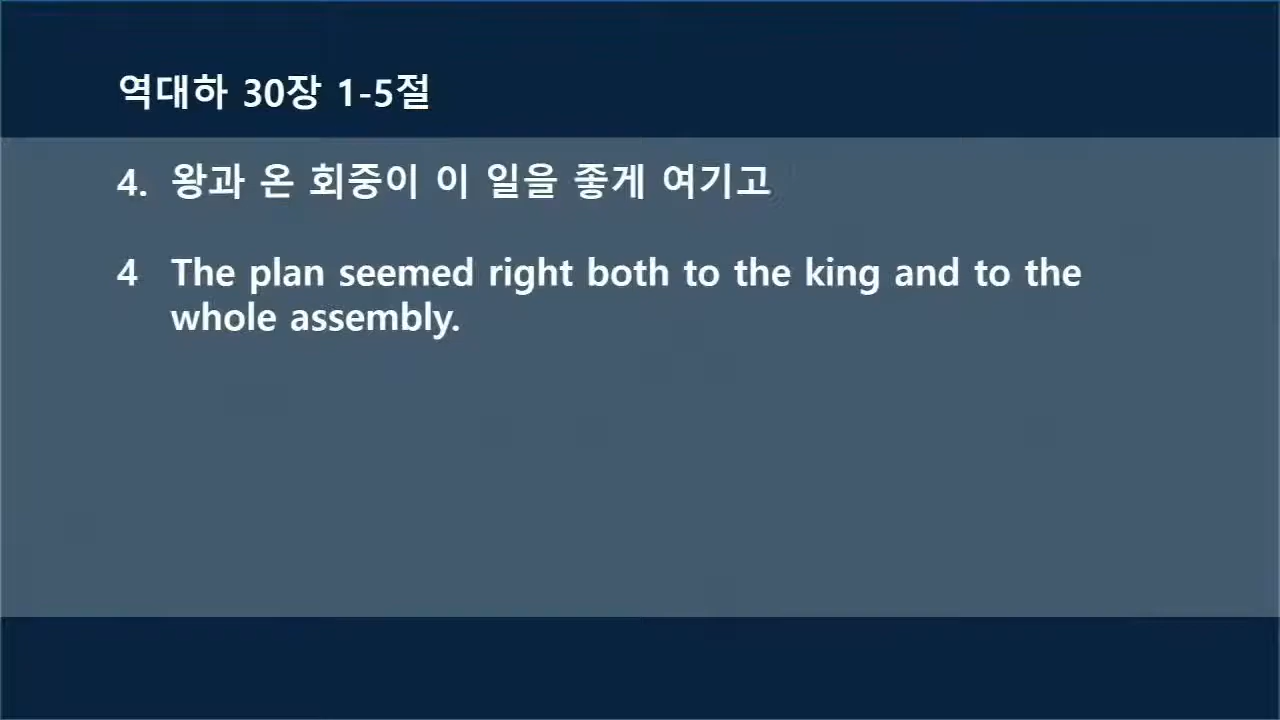 역대하 30장 1-5절
4. 왕과 온 회중이 이 일을 좋게 여기고
4 The plan seemed right both to the king and to the
whole assembly.